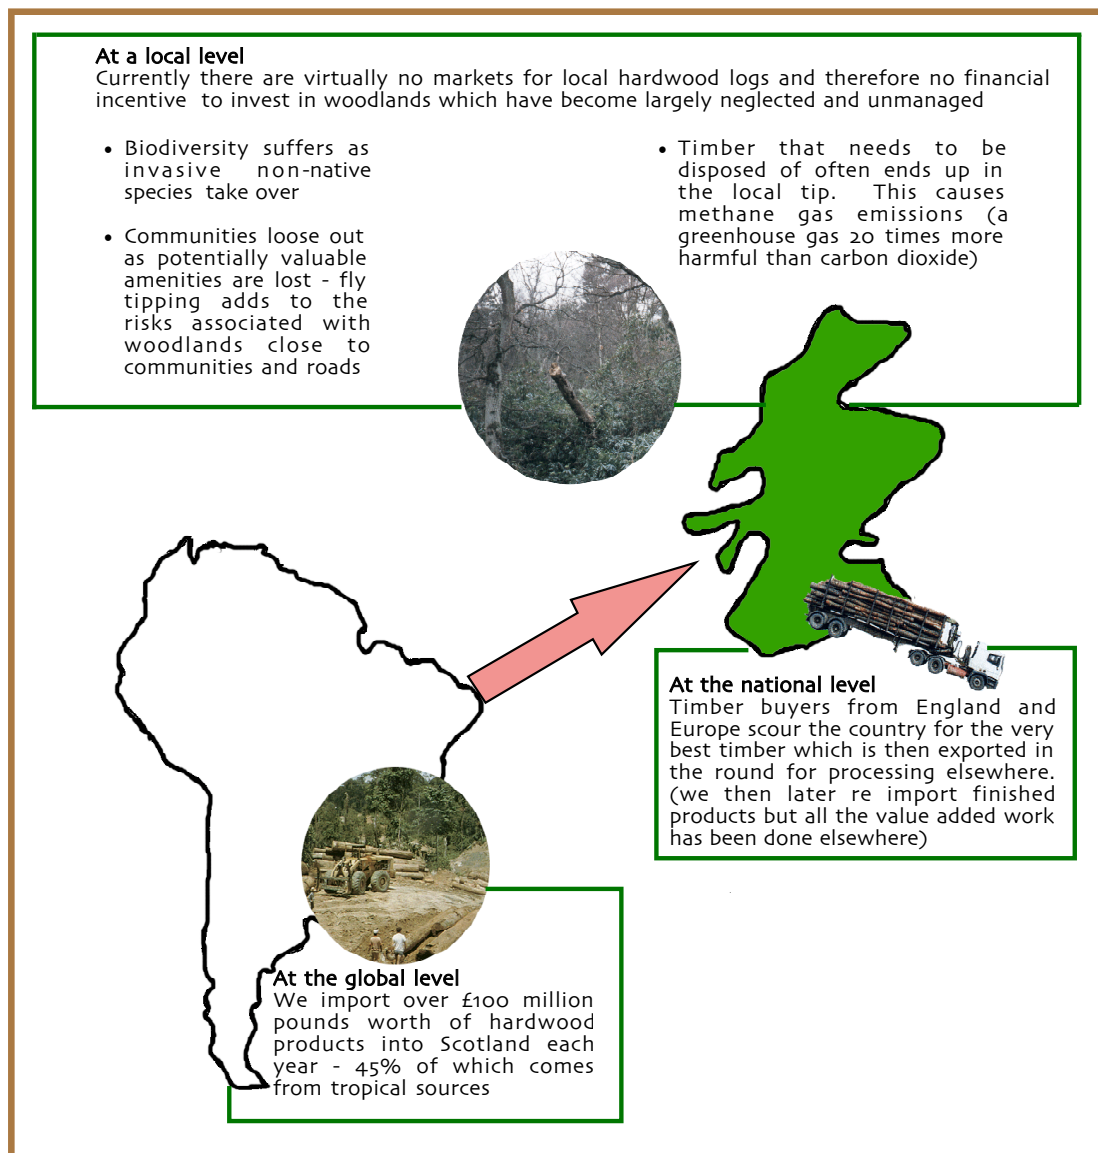 At a local level
Currently there are virtually no markets for local hardwood logs and therefore no financial
incentive to invest in woodlands which have become largely neglected and unmanaged
• Biodiversity suffers as
invasive non-native
species take over
• Communities loose out
as potentially valuable
amenities are lost - fly
tipping adds to the
risks associated with
woodlands close to
communities and roads
• Timber that needs to be
disposed of often ends up in
the local tip. This causes
methane gas emissions (a
greenhouse gas 20 times more
harmful than carbon dioxide)
At the national level
Timber buyers from England and
Europe scour the country for the very
best timber which is then exported in
the round for processing elsewhere.
(we then later re import finished
products but all the value added work
has been done elsewhere)
At the global level
We import over £100 million
pounds worth of hardwood
products into Scotland each
year - 45% of which comes
from tropical sources